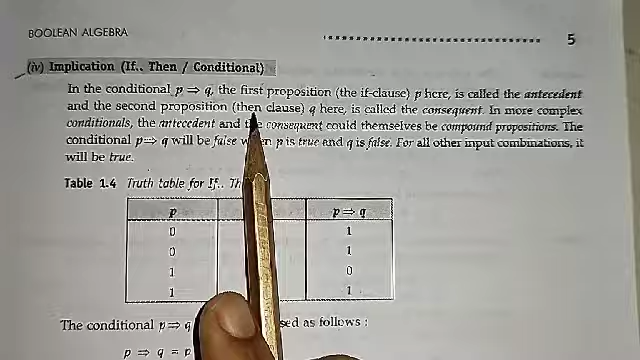 BOOLEAN ALGEBRA
5
(iv) Implication (If.. Then / Conditional)
In the conditional p ⇒ q, the first proposition (the if-clause) p here, is called the antecedent
and the second proposition (then clause) q here, is called the consequent. In more complex
conditionals, the antecedent and the consequent could themselves be compound propositions. The
conditional p ⇒ q will be false when p is true and q is false. For all other input combinations, it
will be true.
Table 1.4 Truth table for If.. Th
p p ⇒ q
0 1
0 1
1 0
1 1
The conditional p ⇒ q sed as follows :
p ⇒ q = p